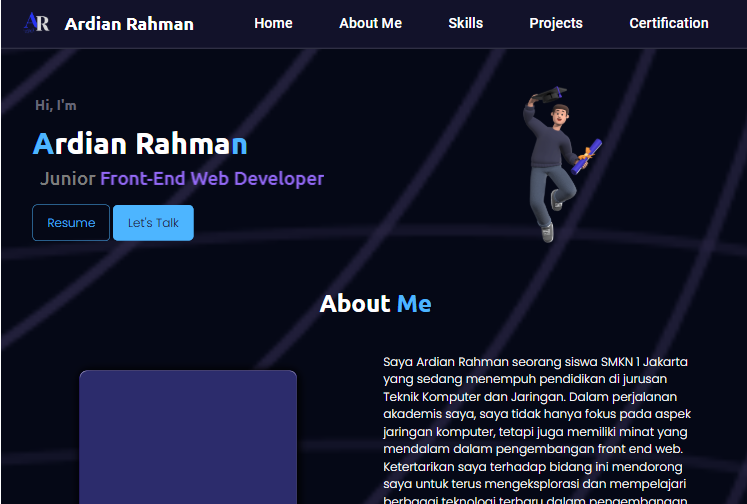 AR Ardian Rahman Home About Me Skills Projects Certification
Hi, I'm
Ardian Rahman
Junior Front-End Web Developer
Resume Let's Talk
About Me
Saya Ardian Rahman seorang siswa SMKN 1 Jakarta
yang sedang menempuh pendidikan di jurusan
Teknik Komputer dan Jaringan. Dalam perjalanan
akademis saya, saya tidak hanya fokus pada aspek
jaringan komputer, tetapi juga memiliki minat yang
mendalam dalam pengembangan front end web.
Ketertarikan saya terhadap bidang ini mendorong
saya untuk terus mengeksplorasi dan mempelajari
berbagai teknologi terbaru dalam pengembangan